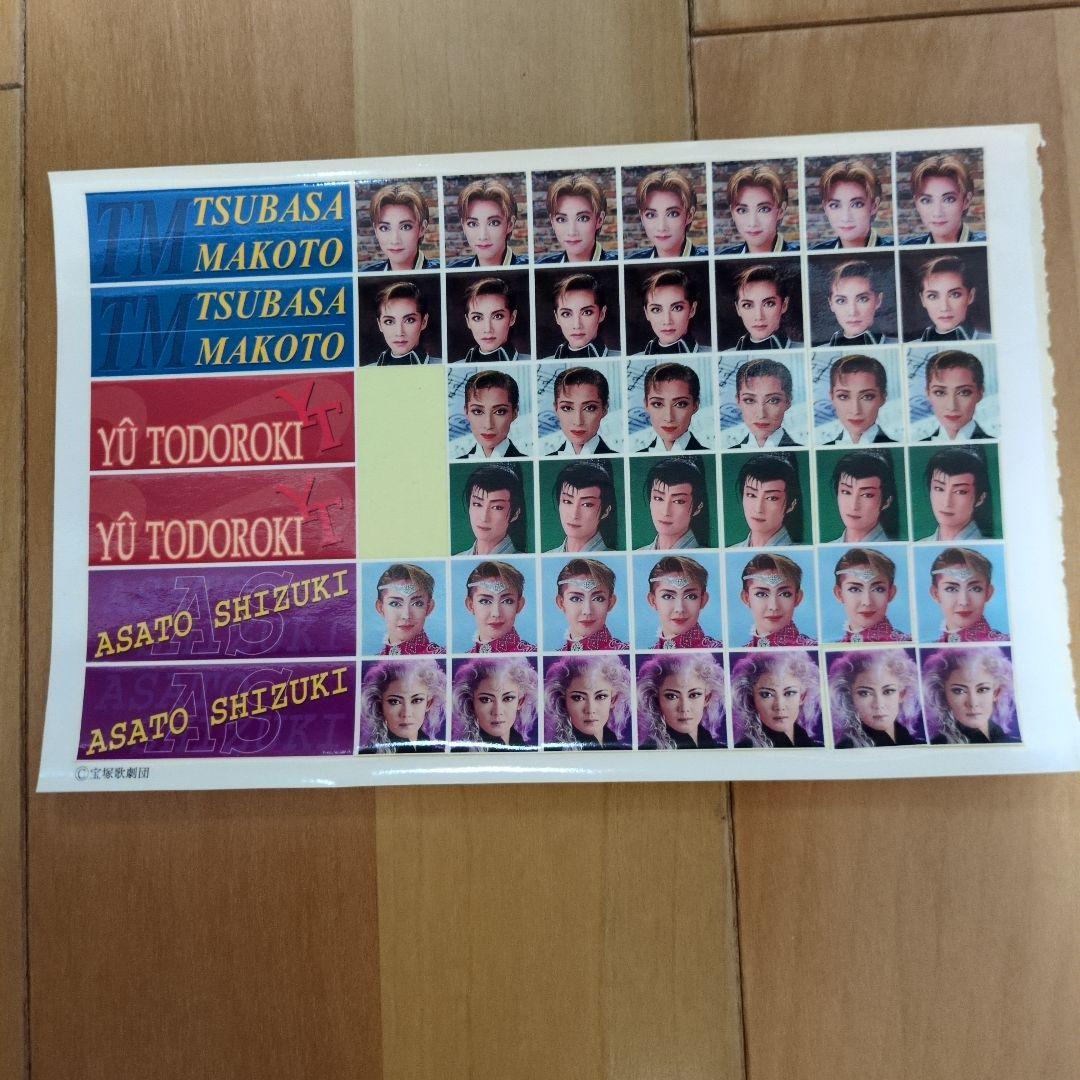 TM TSUBASA
MAKOTO
TM TSUBASA
MAKOTO
YT
YÛ TODOROKI
YT
YÛ TODOROKI
AS
ASATO SHIZUKI
AS
ASATO SHIZUKI
©宝塚歌劇団